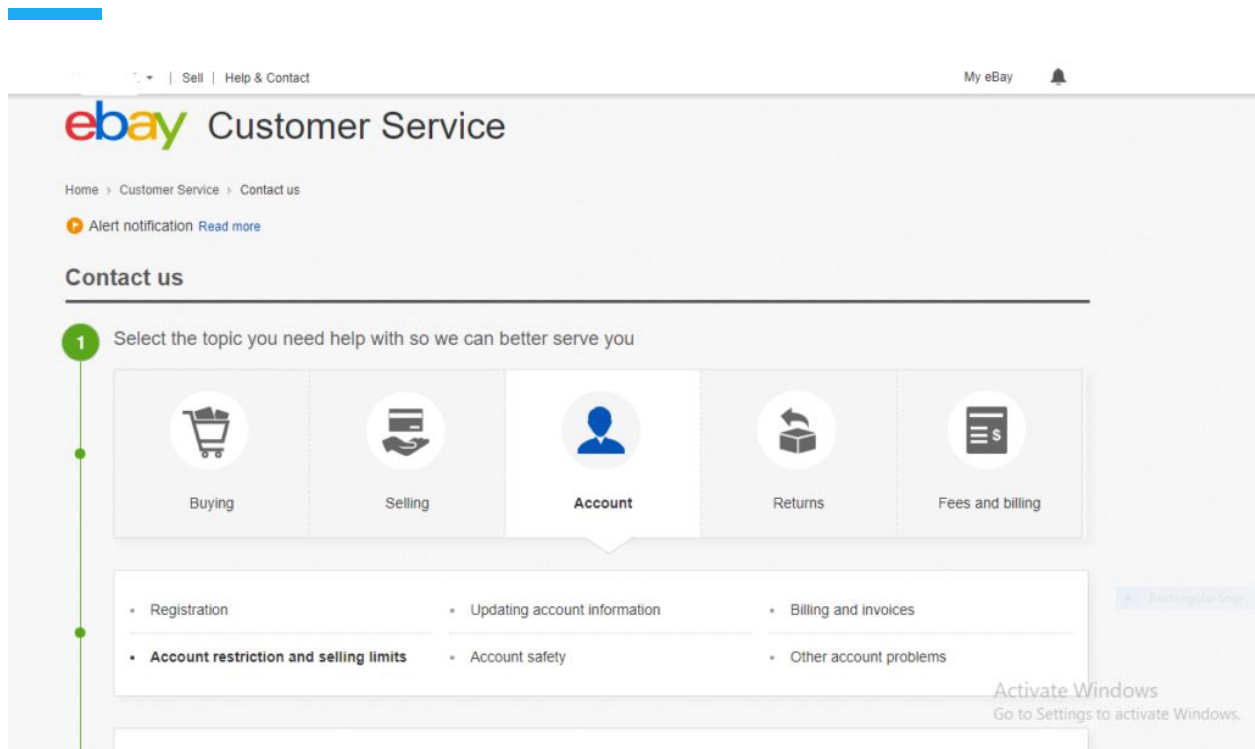 Sell | Help & Contact My eBay
ebay Customer Service
Home Customer Service Contact us
Alert notification Read more
Contact us
1 Select the topic you need help with so we can better serve you
Buying Selling Account Returns Fees and billing
Registration Updating account information Billing and invoices
Rectangular Snip
Account restriction and selling limits Account safety Other account problems
Activate Windows
Go to Settings to activate Windows.